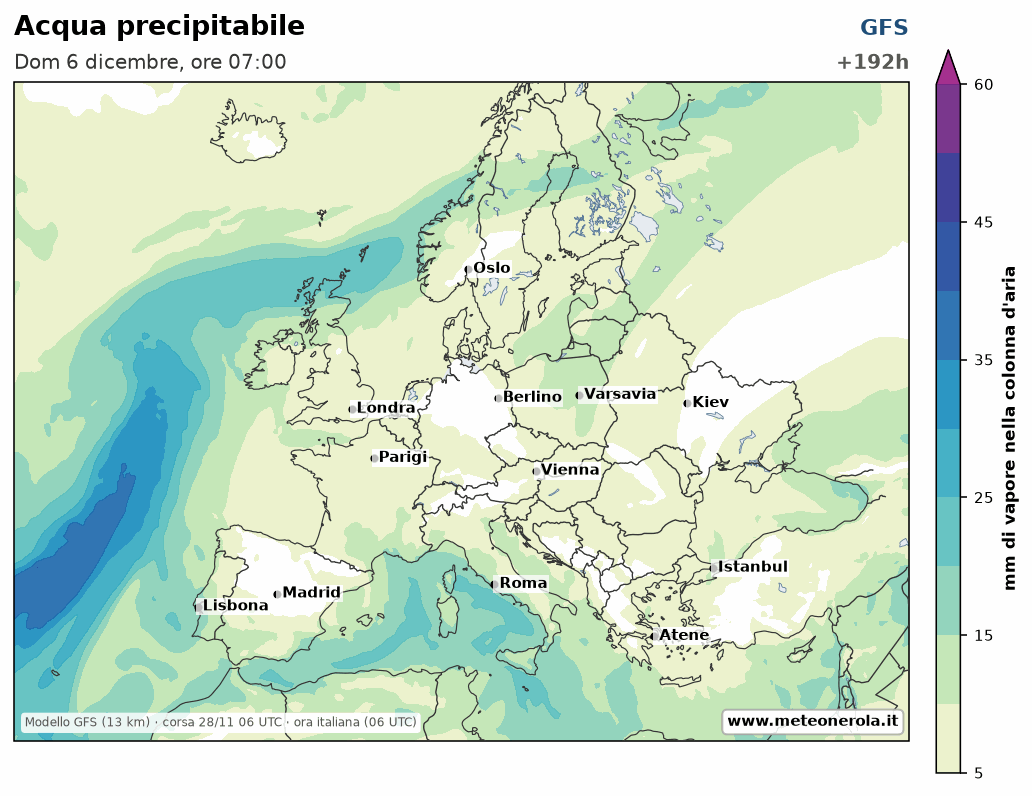 Acqua precipitabile
GFS
Dom 6 dicembre, ore 07:00
+192h
60
45
35
25
15
5
mm di vapore nella colonna d'aria
Oslo
Berlino
Varsavia
Kiev
Londra
Parigi
Vienna
Istanbul
Roma
Madrid
Lisbona
Atene
Modello GFS (13 km) · corsa 28/11 06 UTC · ora italiana (06 UTC)
www.meteonerola.it